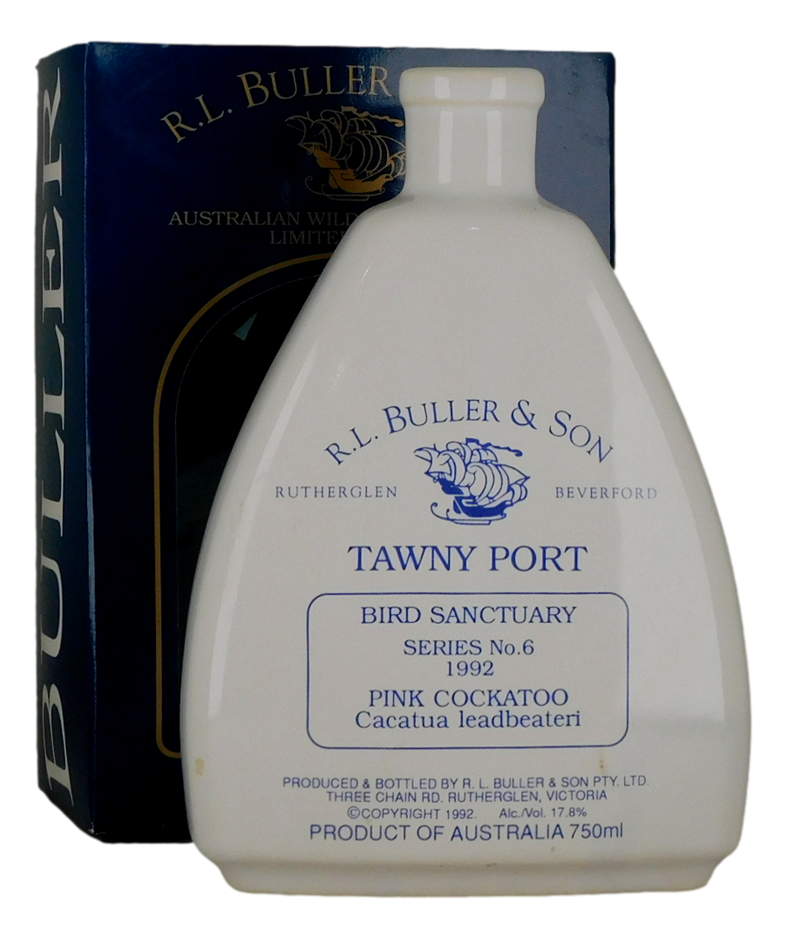 BULLER
R.L. BULLER
AUSTRALIAN WILD
R.L. BULLER & SON
RUTHERGLEN BEVERFORD
TAWNY PORT
BIRD SANCTUARY
SERIES No.6
1992
PINK COCKATOO
Cacatua leadbeateri
PRODUCED & BOTTLED BY R. L. BULLER & SON PTY. LTD.
THREE CHAIN RD. RUTHERGLEN, VICTORIA
©COPYRIGHT 1992. Alc./Vol. 17.8%
PRODUCT OF AUSTRALIA 750ml